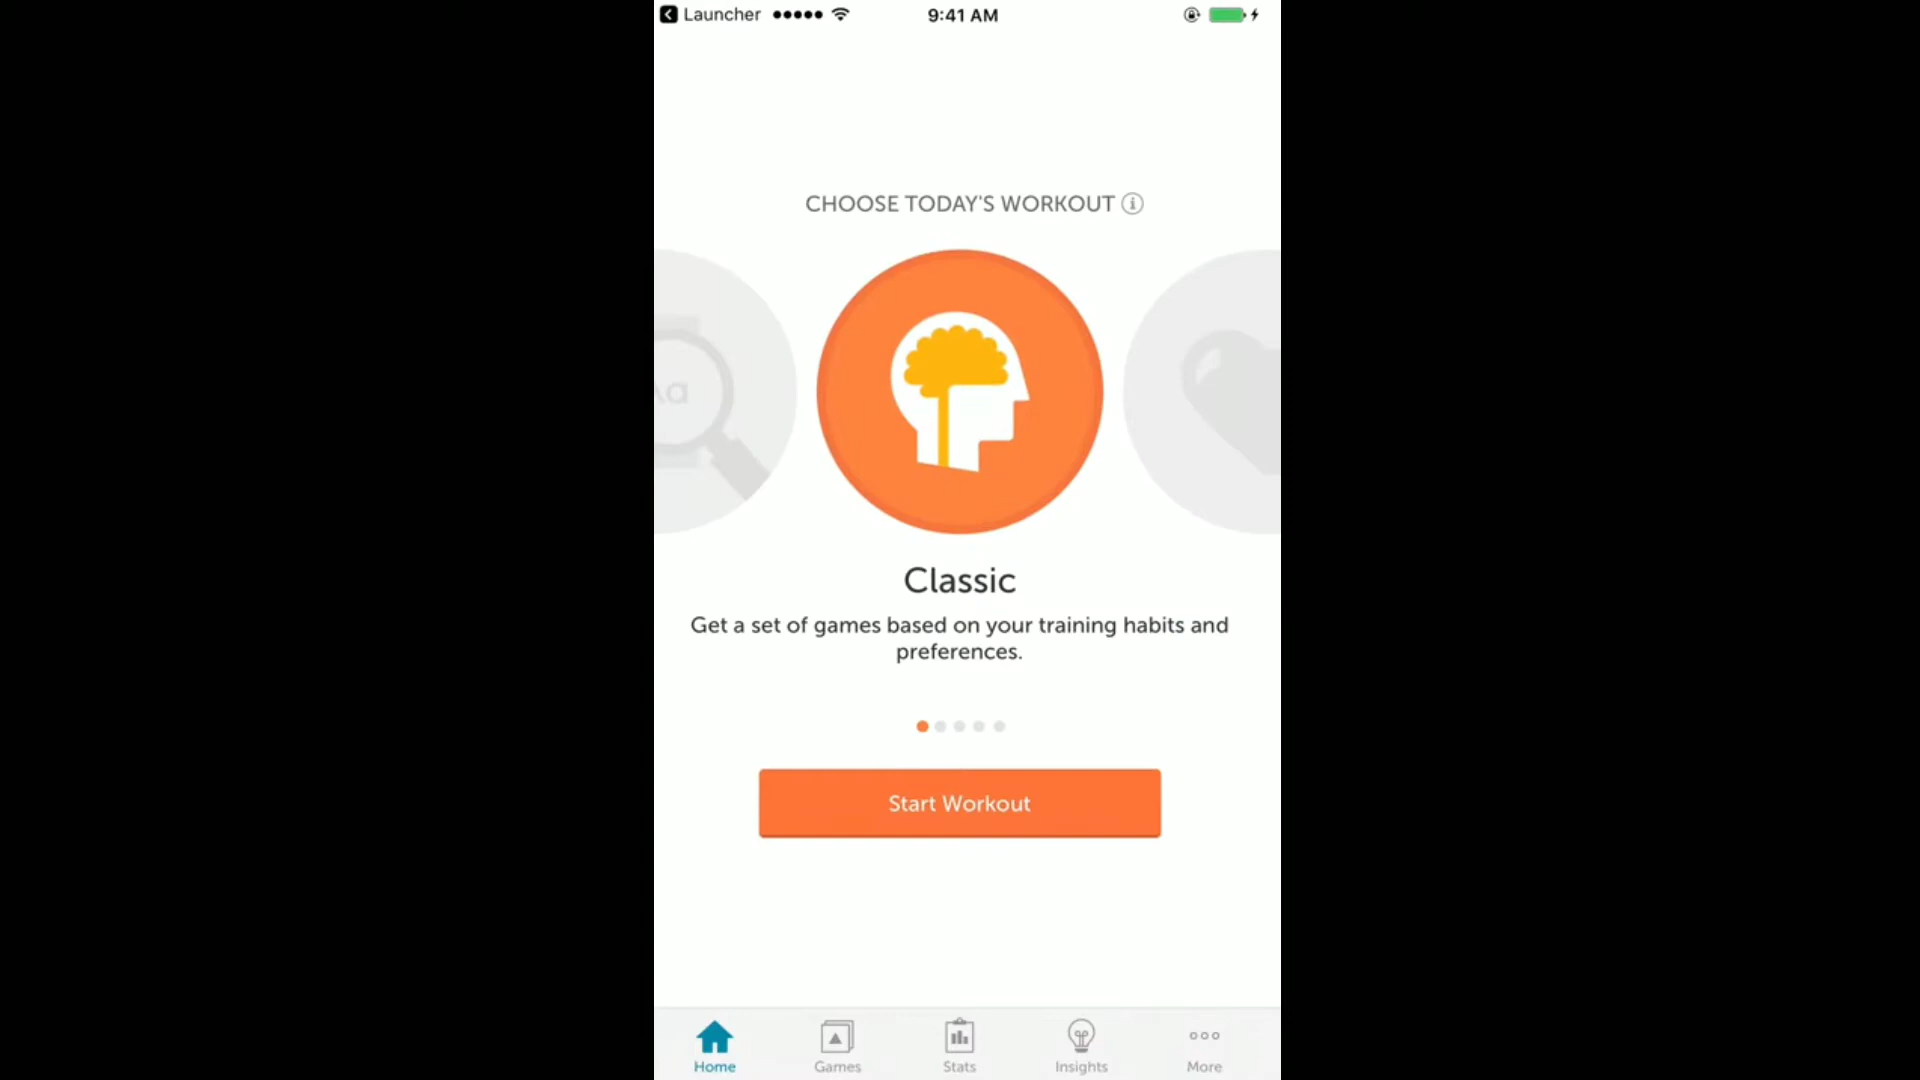 Launcher 9:41 AM
CHOOSE TODAY'S WORKOUT
Classic
Get a set of games based on your training habits and
preferences.
Start Workout
Home Games Stats Insights More